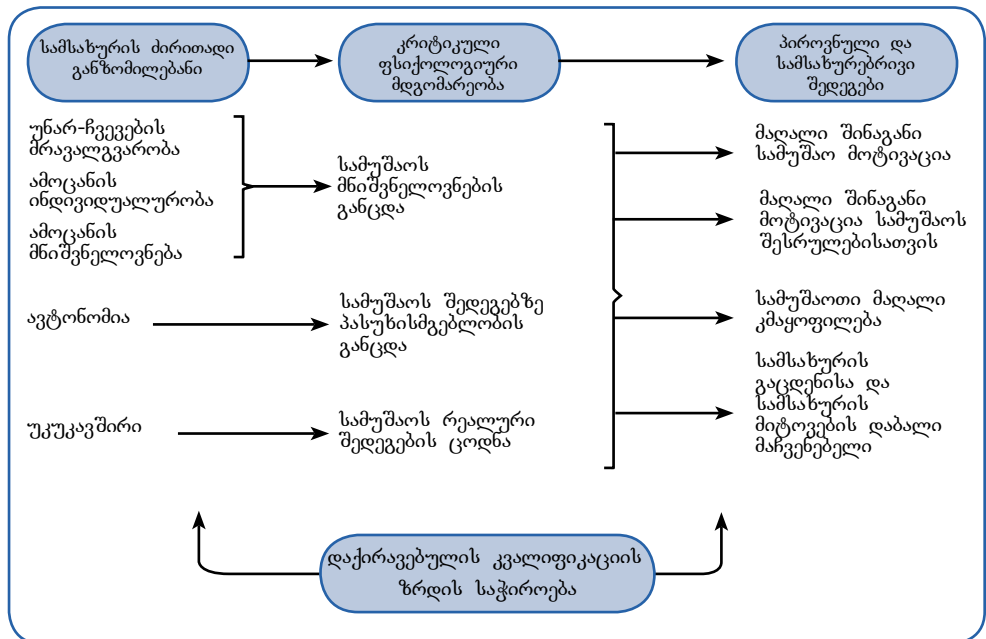 სამსახურის ძირითადი
განზომილებანი
კრიტიკული
ფსიქოლოგიური
მდგომარეობა
პიროვნული და
სამსახურებრივი
შედეგები
უნარ-ჩვევების
მრავალგვარობა
ამოცანის
ინდივიდუალურობა
ამოცანის
მნიშვნელოვნება
სამუშაოს
მნიშვნელოვნების
განცდა
ავტონომია
სამუშაოს შედეგებზე
პასუხისმგებლობის
განცდა
უკუკავშირი
სამუშაოს რეალური
შედეგების ცოდნა
მაღალი შინაგანი
სამუშაო მოტივაცია
მაღალი შინაგანი
მოტივაცია სამუშაოს
შესრულებისათვის
სამუშაოთი მაღალი
კმაყოფილება
სამსახურის
გაცდენისა და
სამსახურის
მიტოვების დაბალი
მაჩვენებელი
დაქირავებულის კვალიფიკაციის
ზრდის საჭიროება